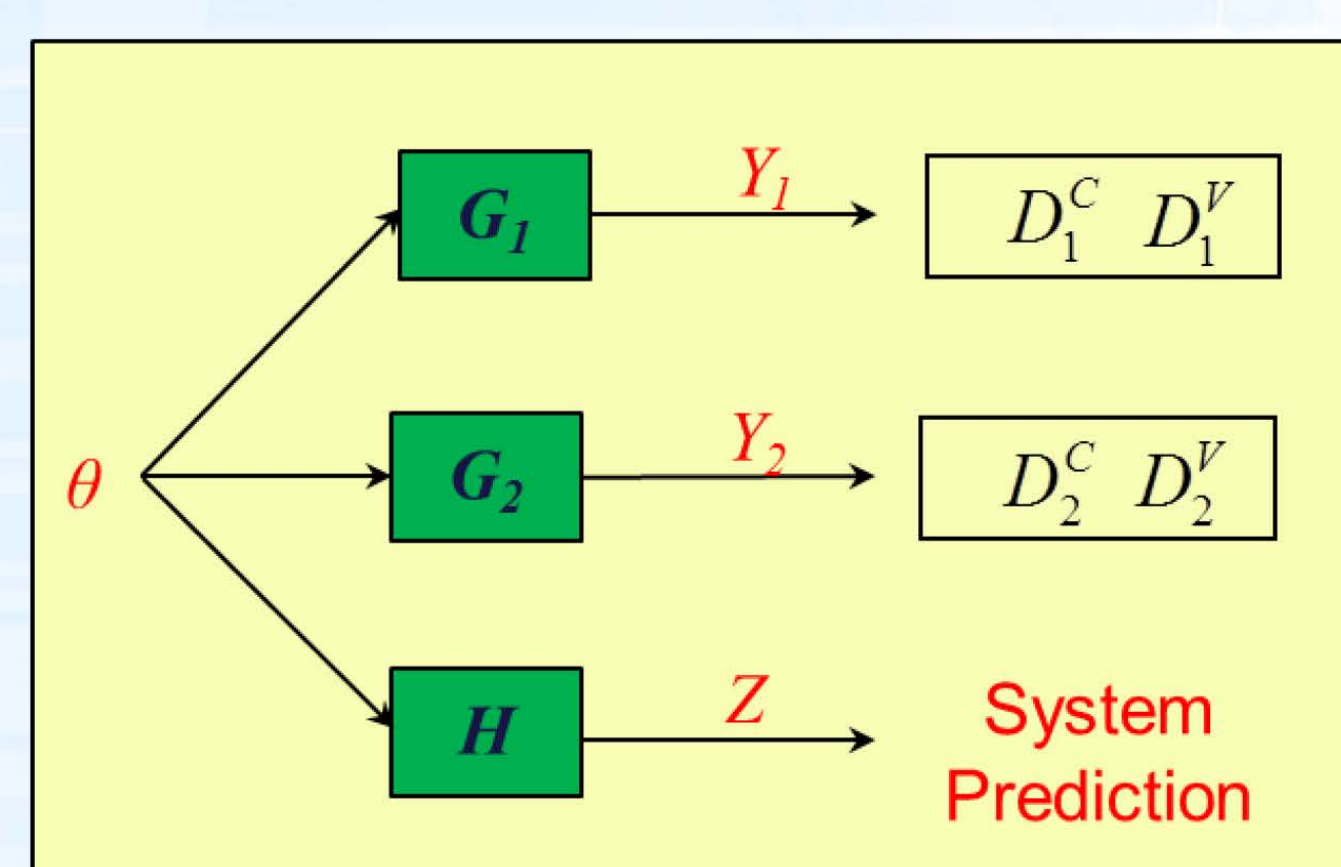 G₁ Y₁ D₁ᶜ D₁ⱽ
θ G₂ Y₂ D₂ᶜ D₂ⱽ
H Z System
Prediction